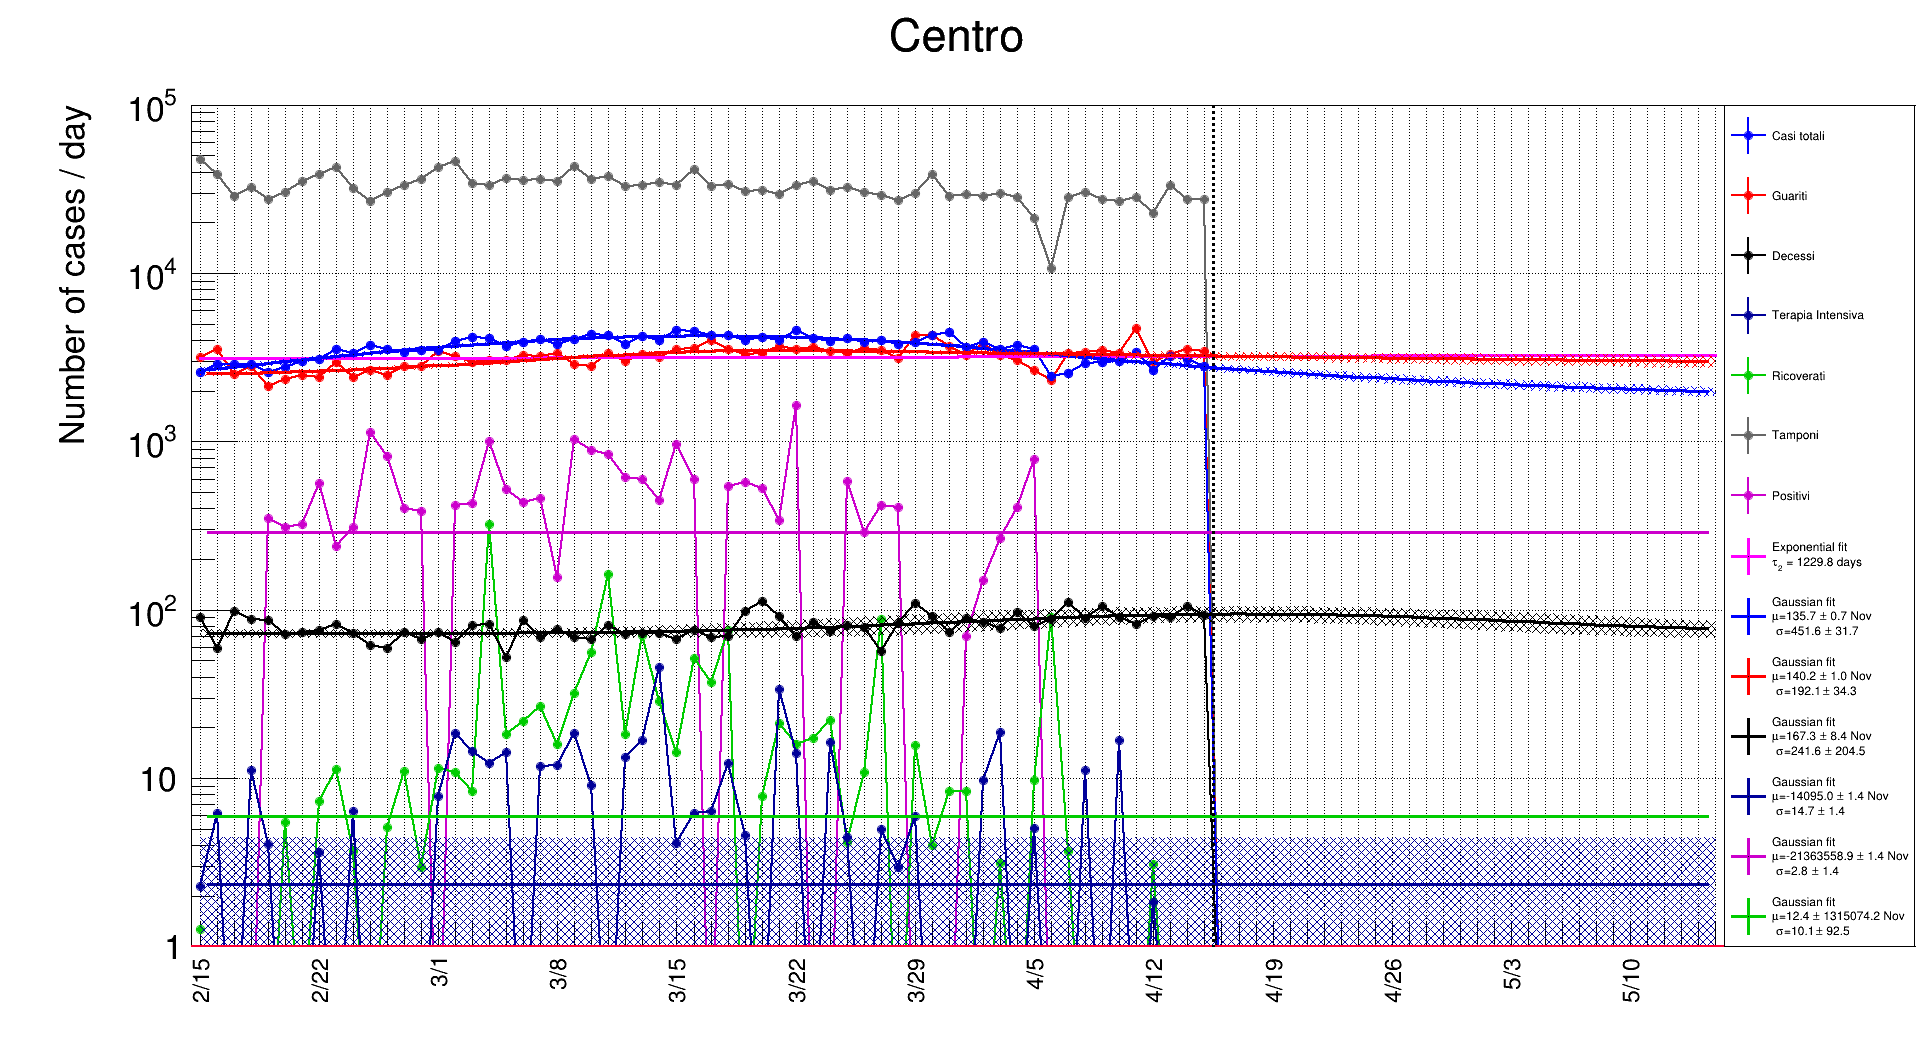 Centro
Number of cases / day
10^5
10^4
10^3
10^2
10
1
2/15
2/22
3/1
3/8
3/15
3/22
3/29
4/5
4/12
4/19
4/26
5/3
5/10
Casi totali
Guariti
Decessi
Terapia Intensiva
Ricoverati
Tamponi
Positivi
Exponential fit
τ2 = 1229.8 days
Gaussian fit
μ=135.7 ± 0.7 Nov
σ=451.6 ± 31.7
Gaussian fit
μ=140.2 ± 1.0 Nov
σ=192.1 ± 34.3
Gaussian fit
μ=167.3 ± 8.4 Nov
σ=241.6 ± 204.5
Gaussian fit
μ=-14095.0 ± 1.4 Nov
σ=14.7 ± 1.4
Gaussian fit
μ=-21363558.9 ± 1.4 Nov
σ=2.8 ± 1.4
Gaussian fit
μ=12.4 ± 1315074.2 Nov
σ=10.1 ± 92.5